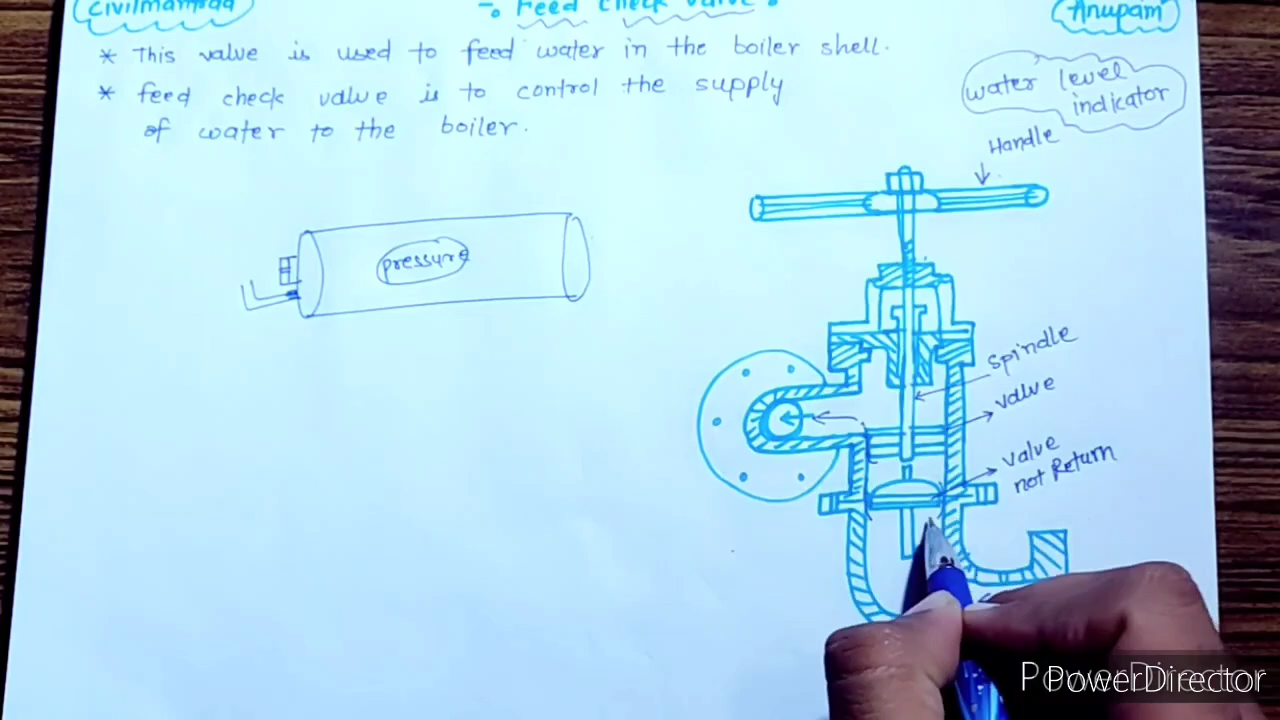 Civilmantraa
-: Feed Check Valve :
Anupam
* This valve is used to feed water in the boiler shell.
* feed check valve is to control the supply
of water to the boiler.
water level
indicator
Handle
pressure
Spindle
valve
valve
not Return
PowerDirector
PowerDirector